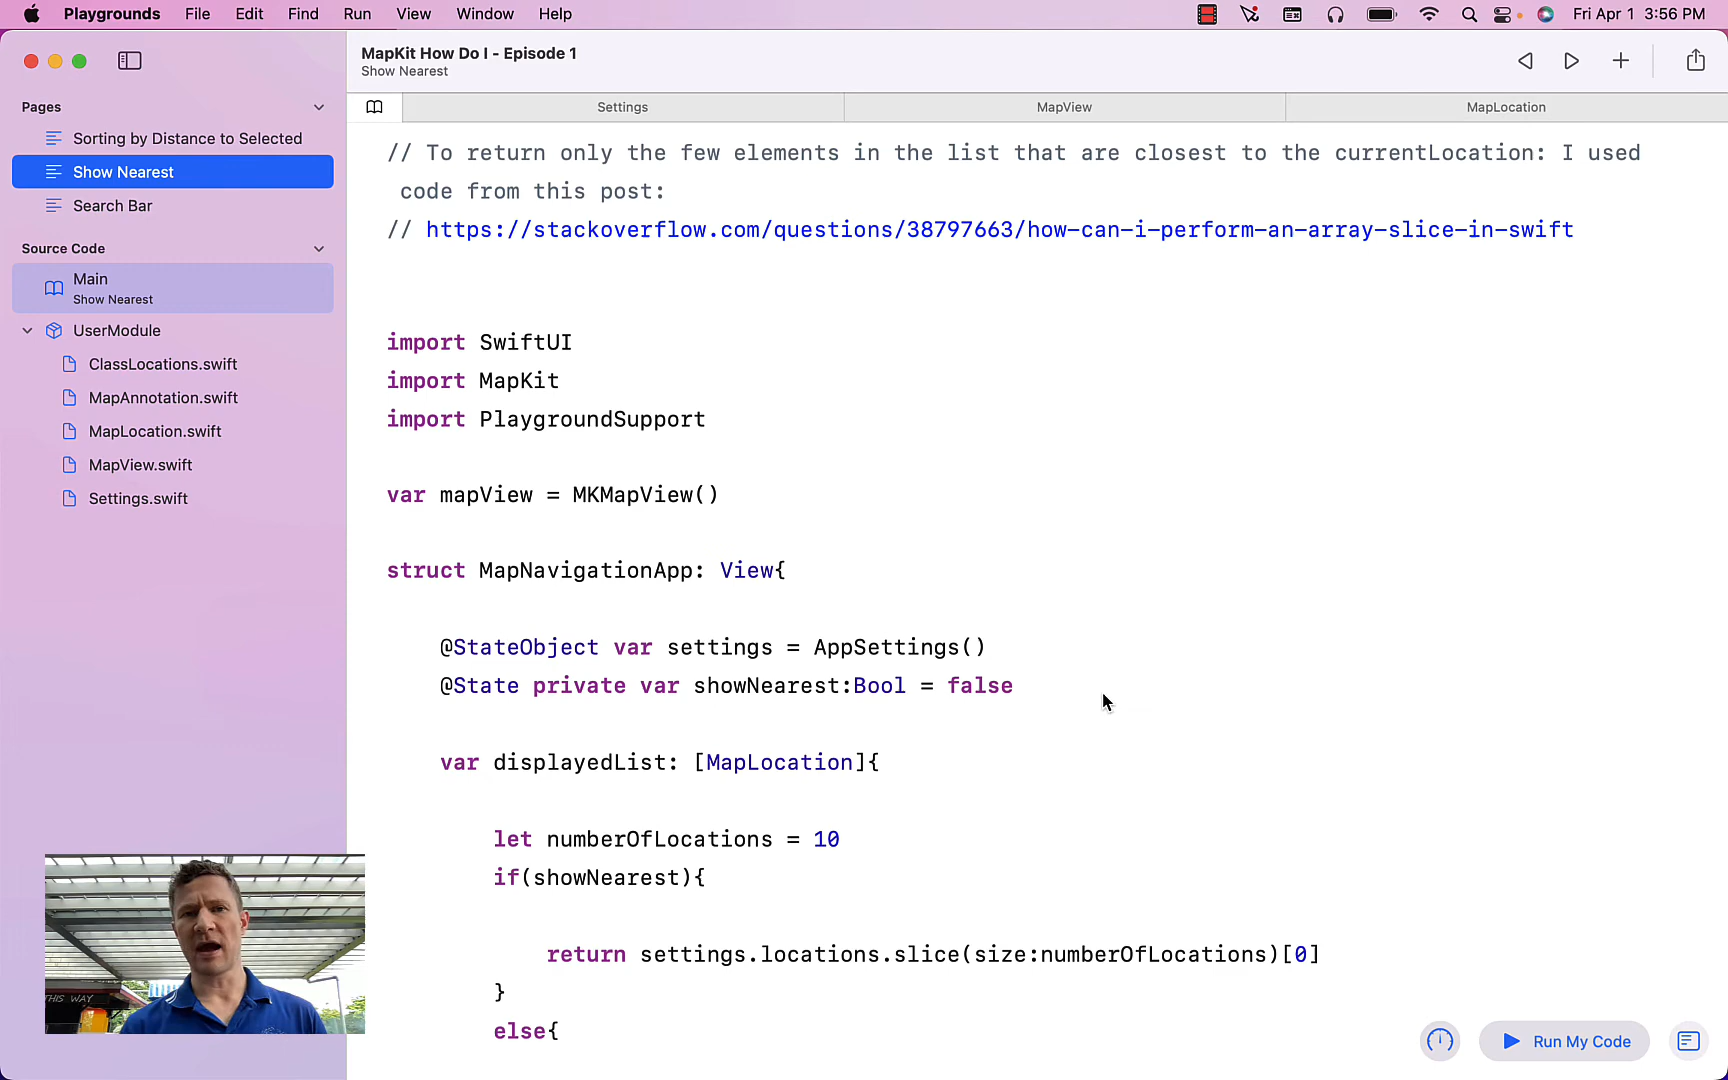 Playgrounds File Edit Find Run View Window Help Fri Apr 1 3:56 PM
MapKit How Do I - Episode 1
Show Nearest
Pages
Sorting by Distance to Selected
Show Nearest
Search Bar
Source Code
Main
Show Nearest
UserModule
ClassLocations.swift
MapAnnotation.swift
MapLocation.swift
MapView.swift
Settings.swift
Settings MapView MapLocation
// To return only the few elements in the list that are closest to the currentLocation: I used
code from this post:
// https://stackoverflow.com/questions/38797663/how-can-i-perform-an-array-slice-in-swift
import SwiftUI
import MapKit
import PlaygroundSupport
var mapView = MKMapView()
struct MapNavigationApp: View{
@StateObject var settings = AppSettings()
@State private var showNearest:Bool = false
var displayedList: [MapLocation]{
let numberOfLocations = 10
if(showNearest){
return settings.locations.slice(size:numberOfLocations)[0]
}
else{
THIS WAY
Run My Code